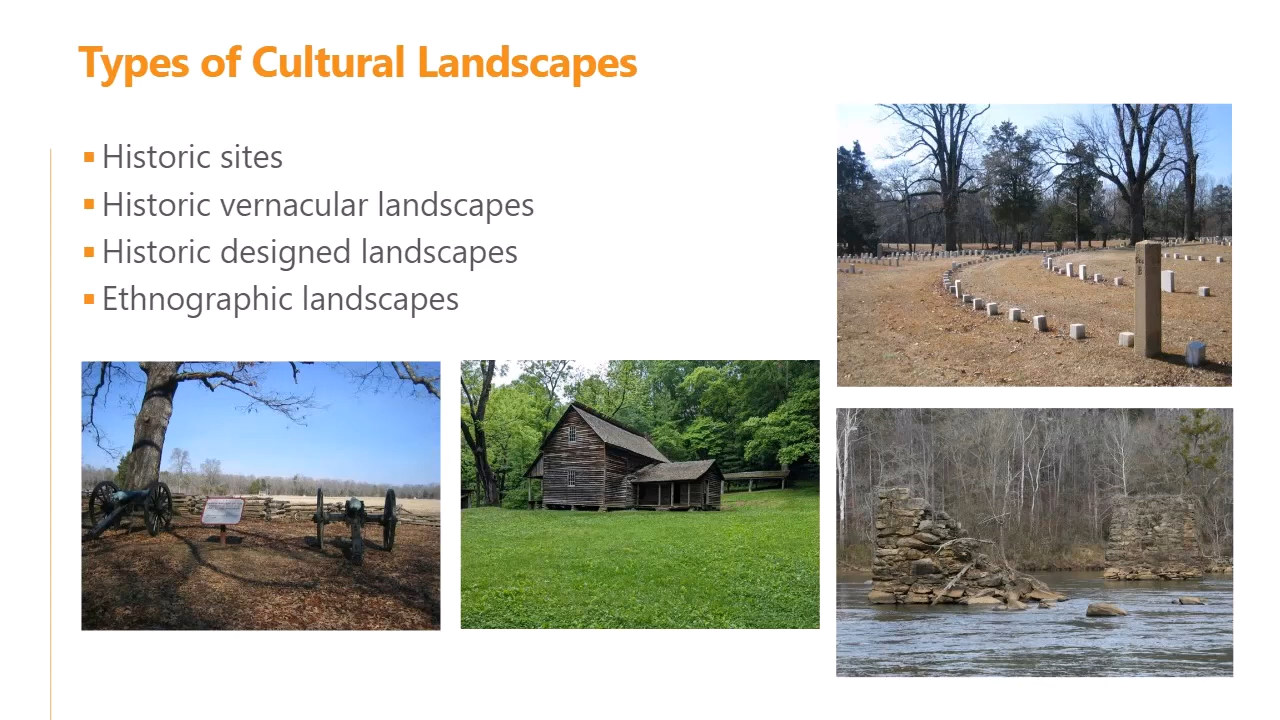 Types of Cultural Landscapes
Historic sites
Historic vernacular landscapes
Historic designed landscapes
Ethnographic landscapes